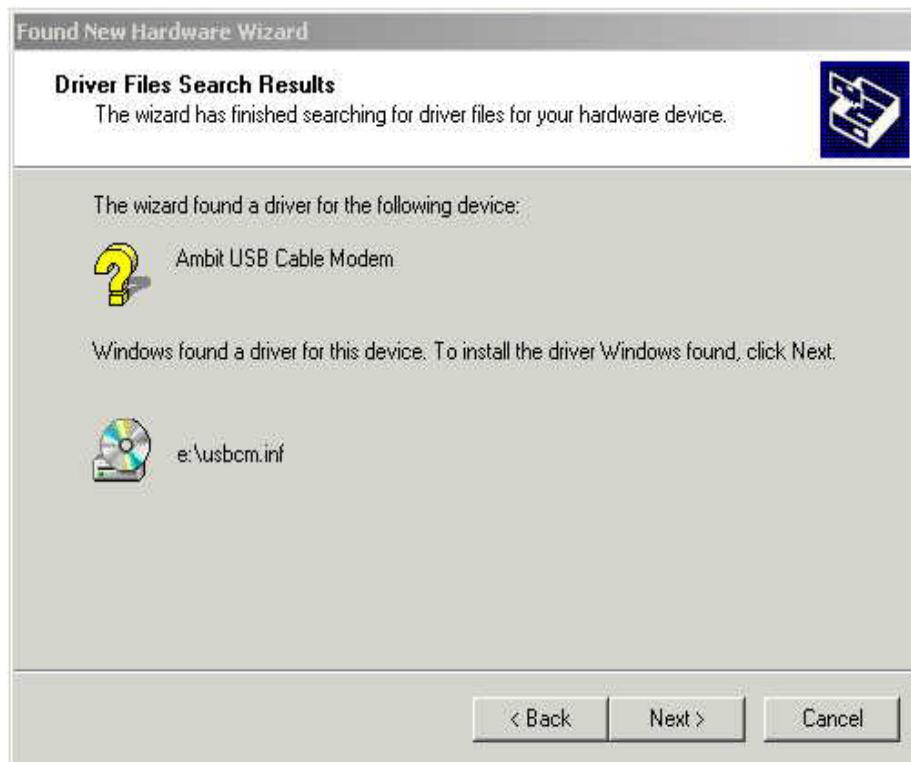 Found New Hardware Wizard
Driver Files Search Results
The wizard has finished searching for driver files for your hardware device.
The wizard found a driver for the following device:
Ambit USB Cable Modem
Windows found a driver for this device. To install the driver Windows found, click Next.
e:\usbcm.inf
< Back Next > Cancel